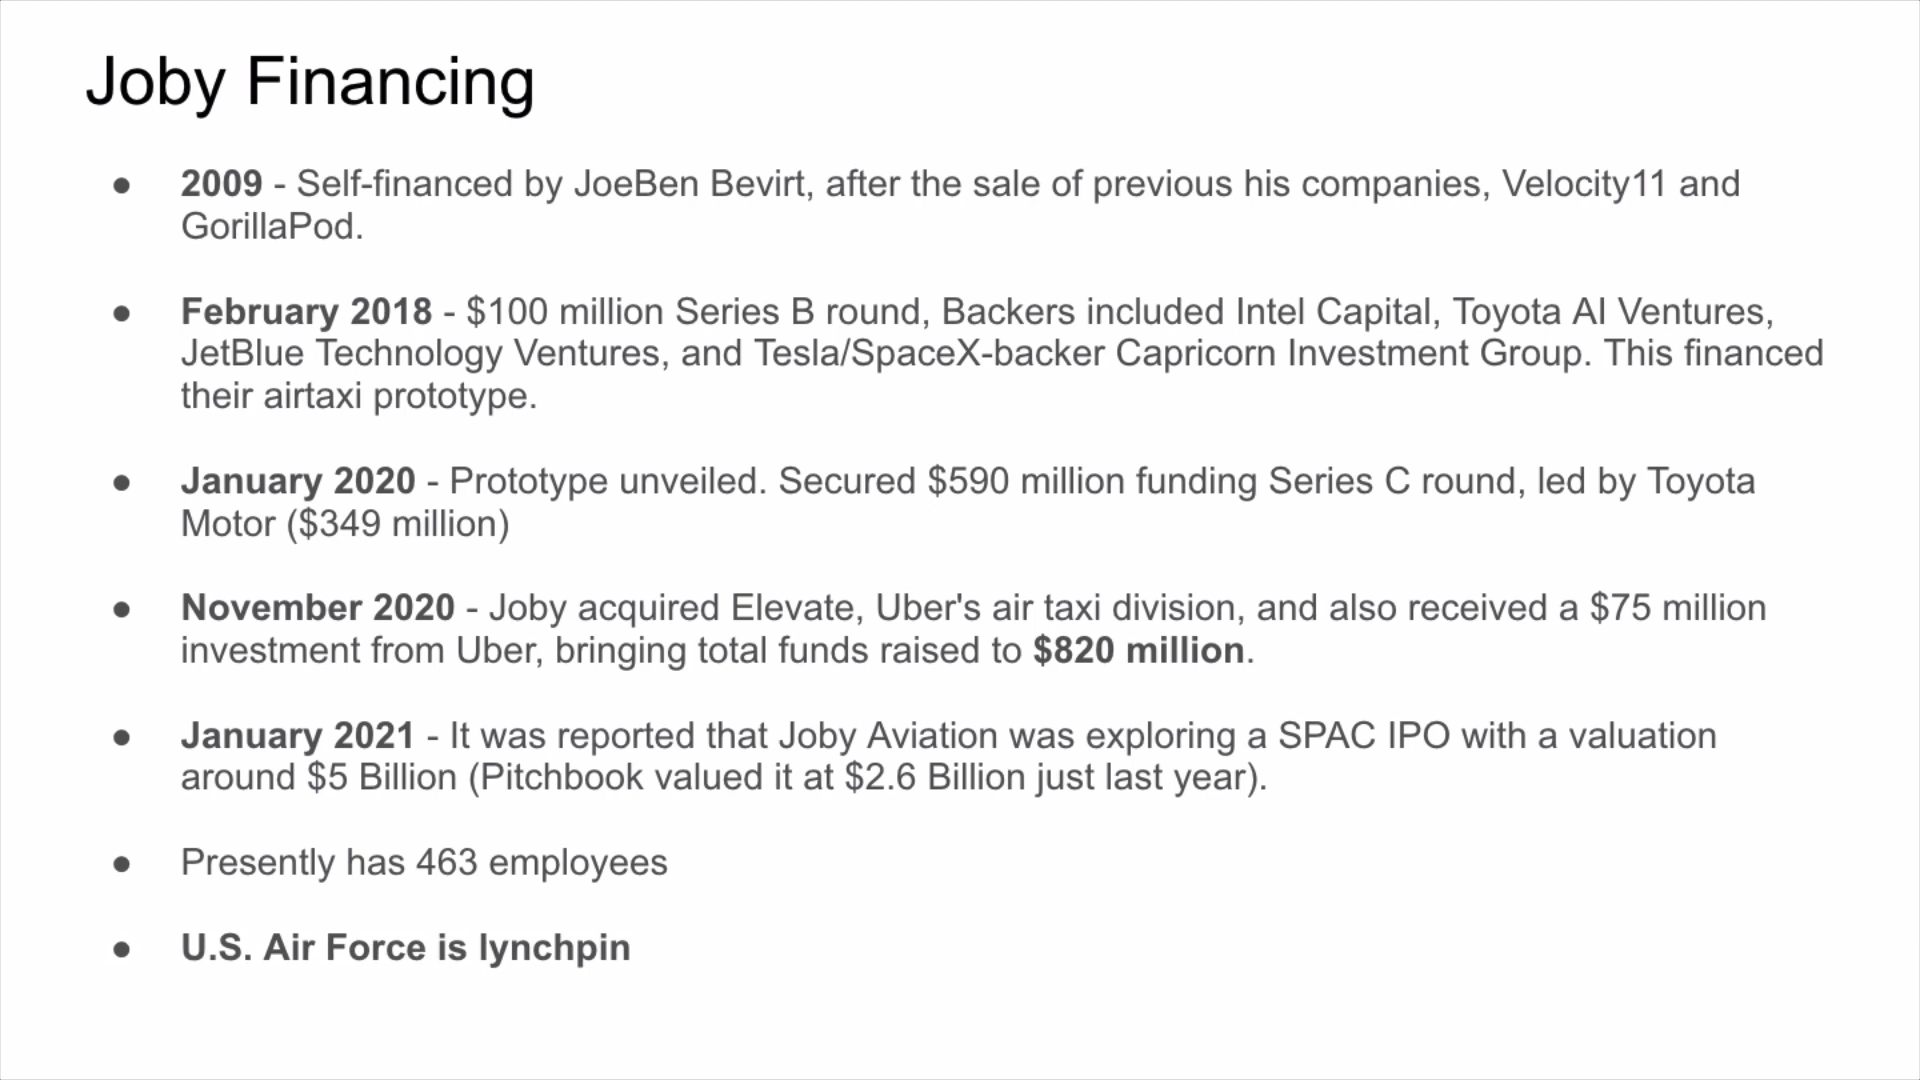 Joby Financing
● 2009 - Self-financed by JoeBen Bevirt, after the sale of previous his companies, Velocity11 and
GorillaPod.
● February 2018 - $100 million Series B round, Backers included Intel Capital, Toyota AI Ventures,
JetBlue Technology Ventures, and Tesla/SpaceX-backer Capricorn Investment Group. This financed
their airtaxi prototype.
● January 2020 - Prototype unveiled. Secured $590 million funding Series C round, led by Toyota
Motor ($349 million)
● November 2020 - Joby acquired Elevate, Uber's air taxi division, and also received a $75 million
investment from Uber, bringing total funds raised to $820 million.
● January 2021 - It was reported that Joby Aviation was exploring a SPAC IPO with a valuation
around $5 Billion (Pitchbook valued it at $2.6 Billion just last year).
● Presently has 463 employees
● U.S. Air Force is lynchpin